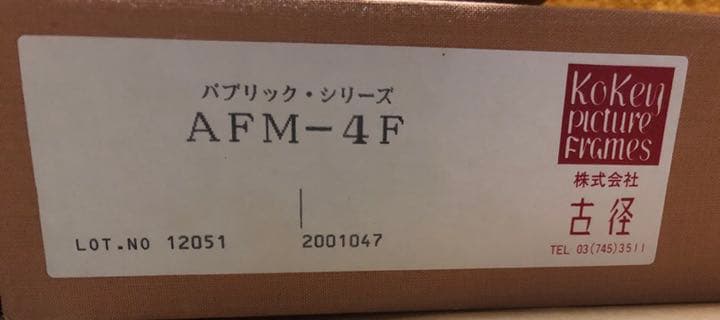 パブリック・シリーズ
AFM-4F
LOT.NO 12051 2001047
KoKey
picture
frames
株式会社
古径
TEL 03(745)3511